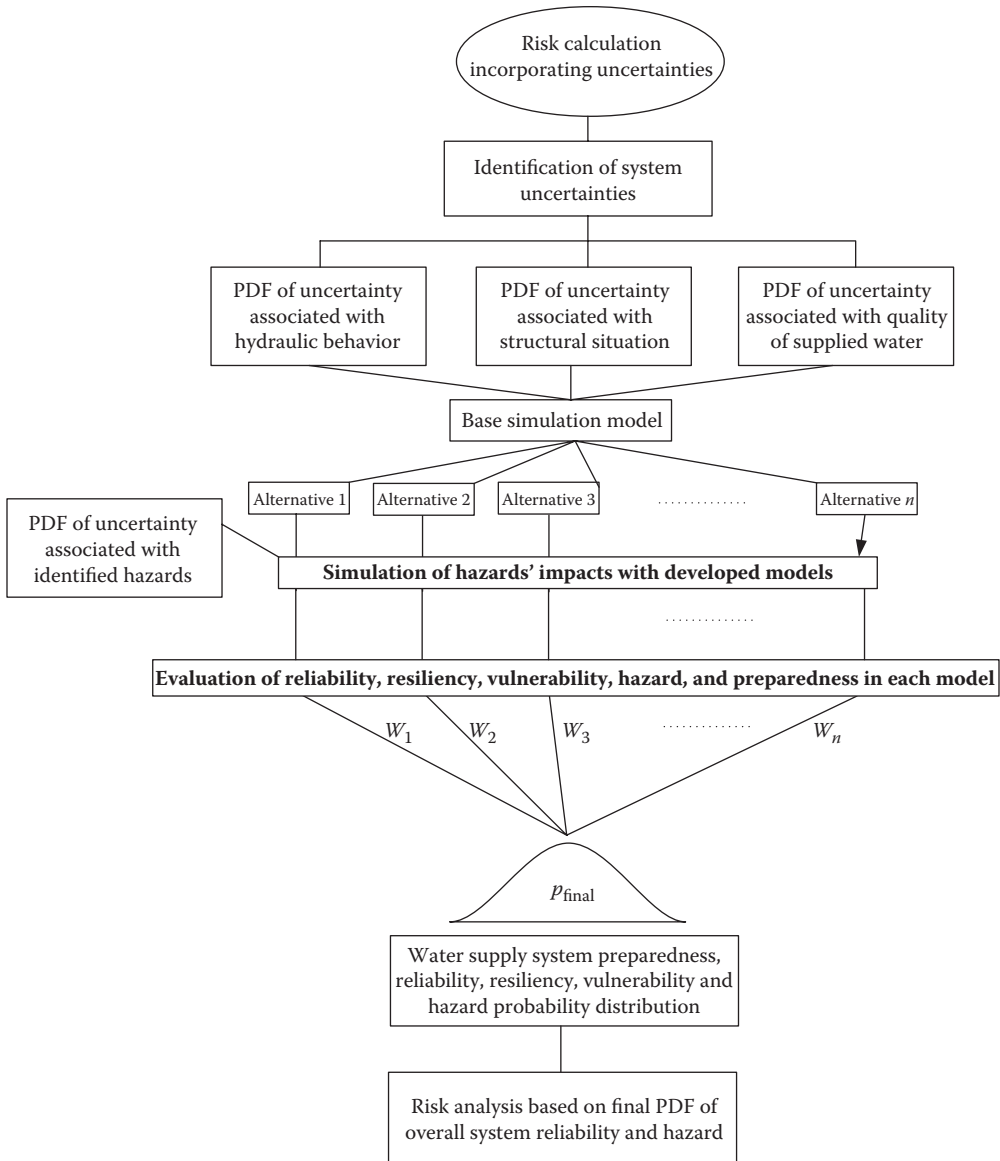 Risk calculation
incorporating uncertainties
Identification of system
uncertainties
PDF of uncertainty
associated with
hydraulic behavior
PDF of uncertainty
associated with
structural situation
PDF of uncertainty
associated with quality
of supplied water
Base simulation model
Alternative 1
Alternative 2
Alternative 3
..............
Alternative n
PDF of uncertainty
associated with
identified hazards
Simulation of hazards’ impacts with developed models
..............
Evaluation of reliability, resiliency, vulnerability, hazard, and preparedness in each model
W1
W2
W3
..............
Wn
pfinal
Water supply system preparedness,
reliability, resiliency, vulnerability and
hazard probability distribution
Risk analysis based on final PDF of
overall system reliability and hazard